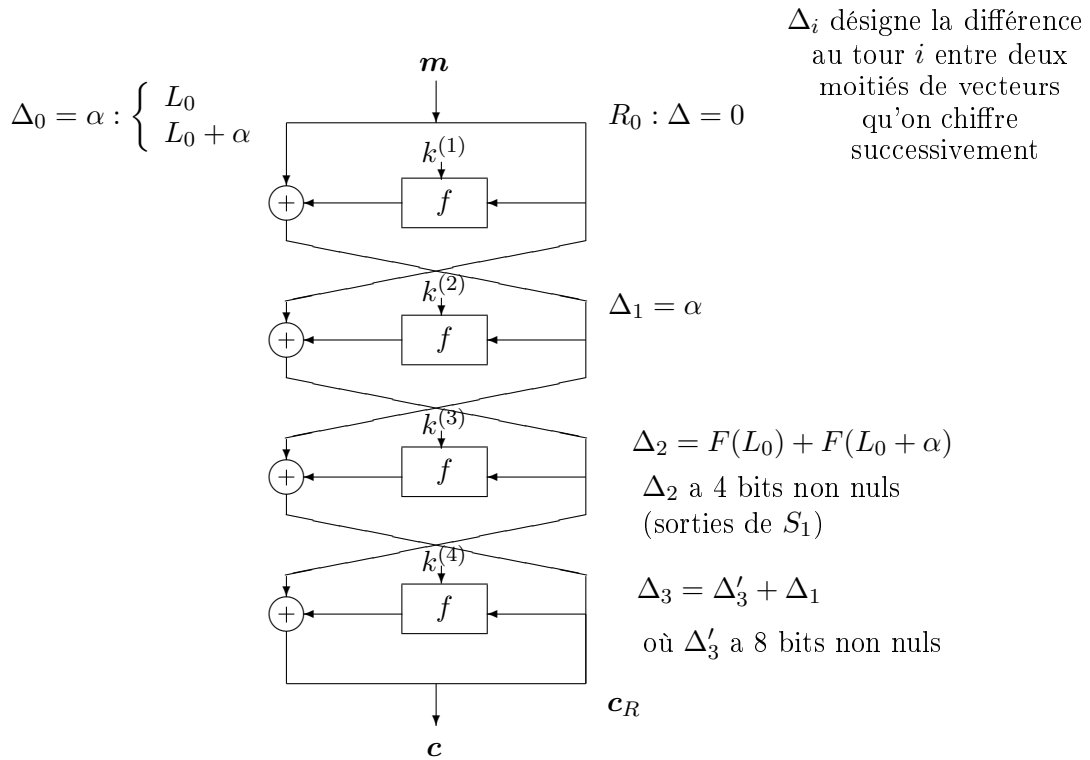 Δ_i désigne la différence
au tour i entre deux
moitiés de vecteurs
qu'on chiffre
successivement
m
Δ_0 = α : { L_0
L_0 + α
R_0 : Δ = 0
k^(1)
+
f
k^(2)
Δ_1 = α
+
f
k^(3)
Δ_2 = F(L_0) + F(L_0 + α)
+
f
Δ_2 a 4 bits non nuls
(sorties de S_1)
k^(4)
Δ_3 = Δ'_3 + Δ_1
+
f
où Δ'_3 a 8 bits non nuls
c_R
c